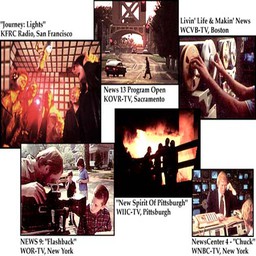 "Journey: Lights"
KFRC Radio, San Francisco
Livin' Life & Makin' News
WCVB-TV, Boston
News 13 Program Open
KOVR-TV, Sacramento
"New Spirit Of Pittsburgh"
WIIC-TV, Pittsburgh
NEWS 9: "Flashback"
WOR-TV, New York
NewsCenter 4 - "Chuck"
WNBC-TV, New York